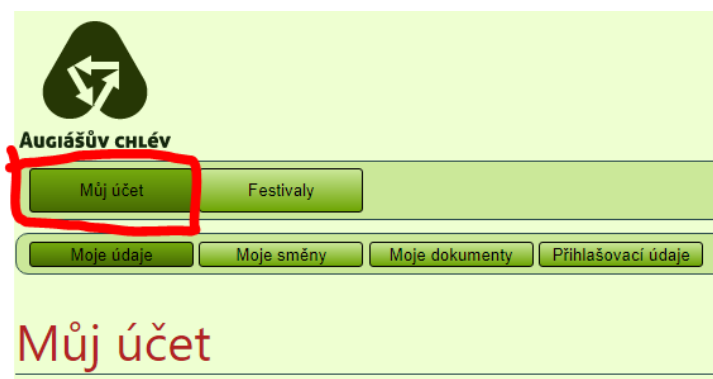 Augiášův chlév
Můj účet Festivaly
Moje údaje Moje směny Moje dokumenty Přihlašovací údaje
Můj účet